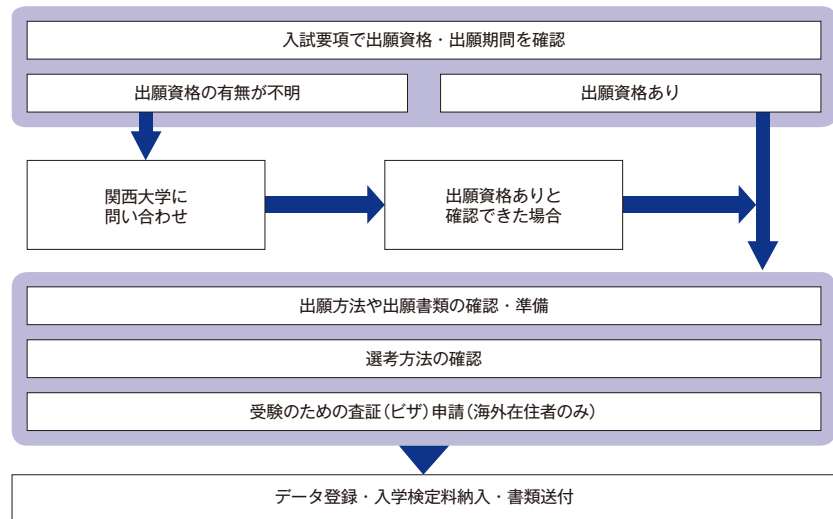 入試要項で出願資格・出願期間を確認
出願資格の有無が不明
出願資格あり
関西大学に
問い合わせ
出願資格ありと
確認できた場合
出願方法や出願書類の確認・準備
選考方法の確認
受験のための査証(ビザ)申請(海外在住者のみ)
データ登録・入学検定料納入・書類送付